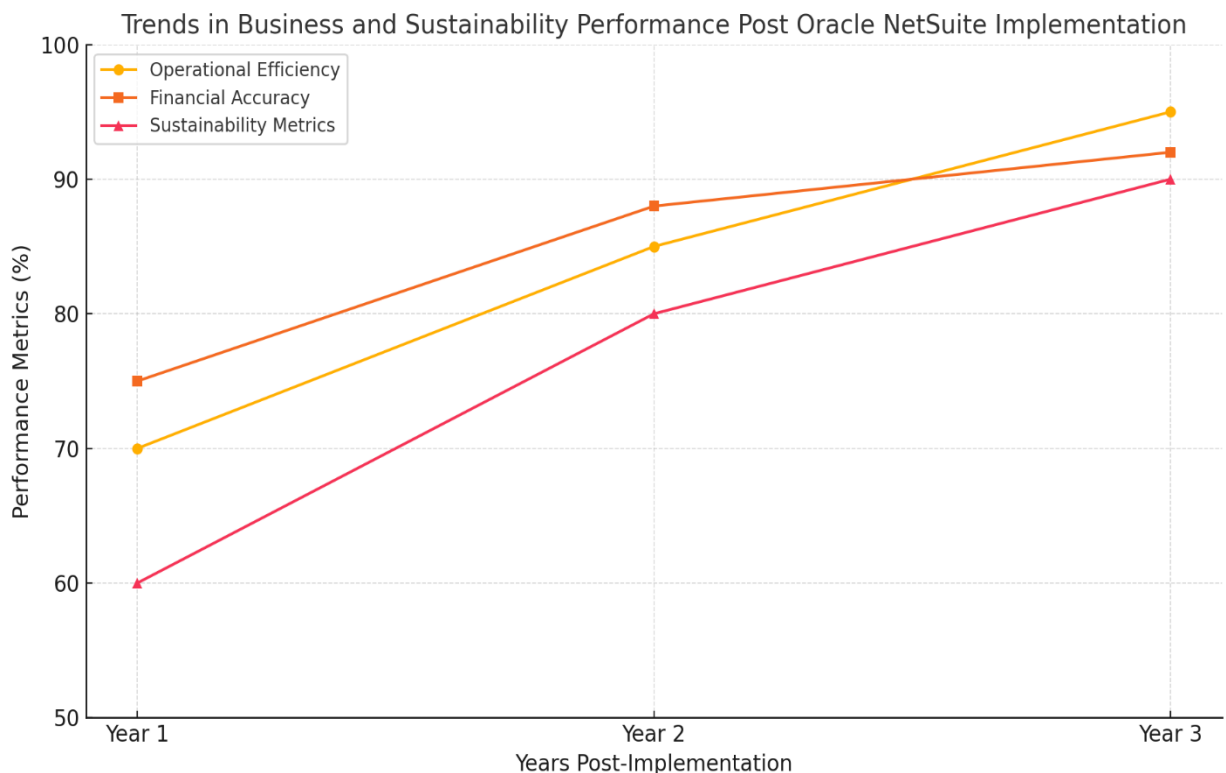 Trends in Business and Sustainability Performance Post Oracle NetSuite Implementation
100
90
80
70
60
50
Performance Metrics (%)
Operational Efficiency
Financial Accuracy
Sustainability Metrics
Year 1
Year 2
Year 3
Years Post-Implementation